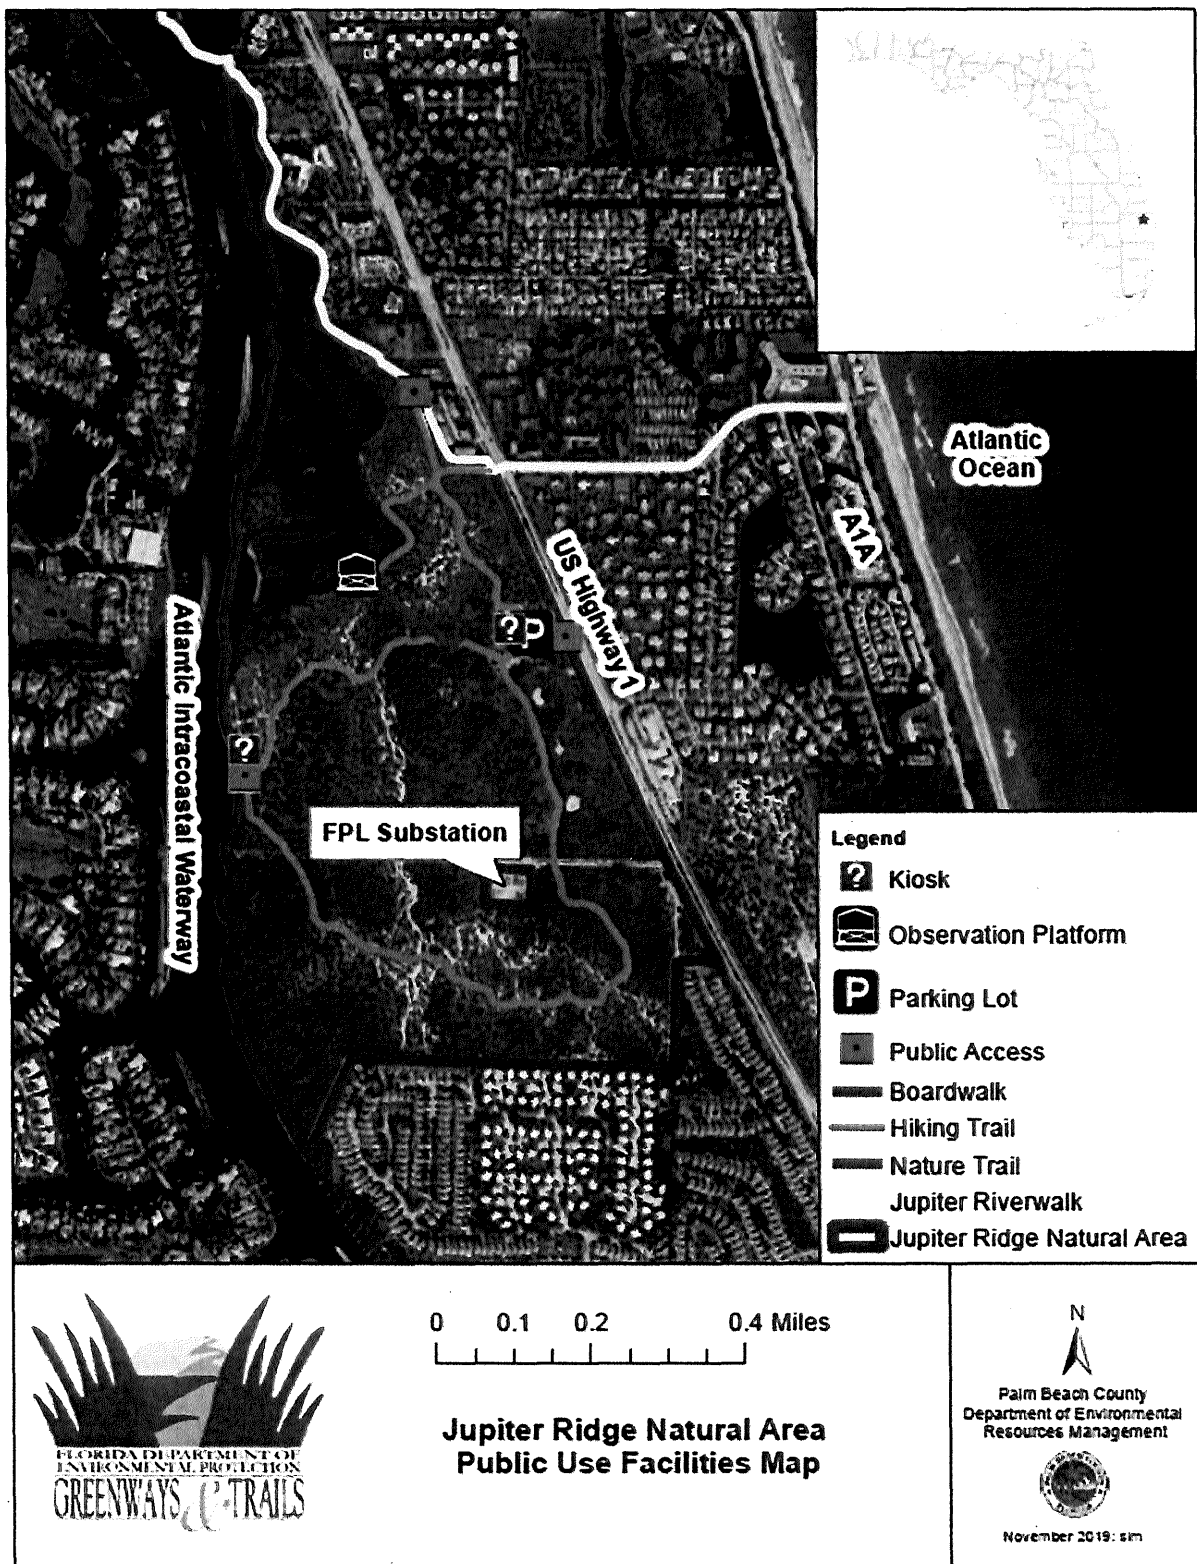 Atlantic
Ocean
A1A
US Highway 1
?
P
?
Atlantic Intracoastal Waterway
FPL Substation
Legend
? Kiosk
Observation Platform
P Parking Lot
Public Access
Boardwalk
Hiking Trail
Nature Trail
Jupiter Riverwalk
Jupiter Ridge Natural Area
0 0.1 0.2 0.4 Miles
Jupiter Ridge Natural Area
Public Use Facilities Map
FLORIDA DEPARTMENT OF
ENVIRONMENTAL PROTECTION
GREENWAYS & TRAILS
N
Palm Beach County
Department of Environmental
Resources Management
November 2019: sim